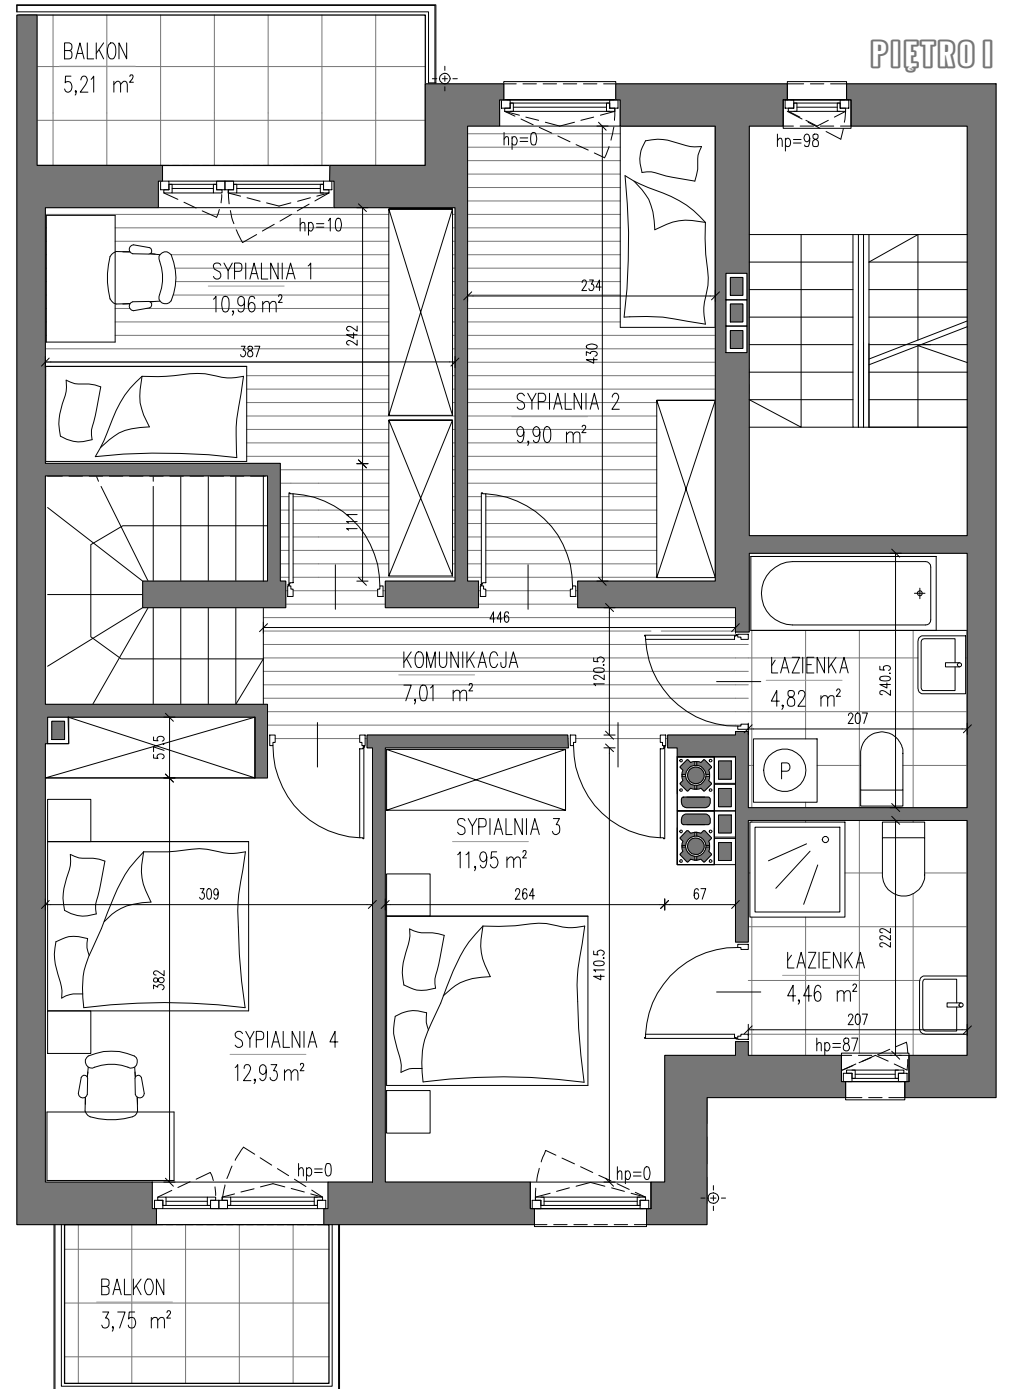 PIĘTRO I
BALKON
5,21 m²
hp=0
hp=98
hp=10
SYPIALNIA 1
10,96 m²
234
242
387
430
SYPIALNIA 2
9,90 m²
111
446
KOMUNIKACJA
7,01 m²
120.5
ŁAZIENKA
4,82 m²
240.5
207
57.5
P
SYPIALNIA 3
11,95 m²
309
264
67
222
382
410.5
ŁAZIENKA
4,46 m²
207
hp=87
SYPIALNIA 4
12,93 m²
hp=0
hp=0
BALKON
3,75 m²